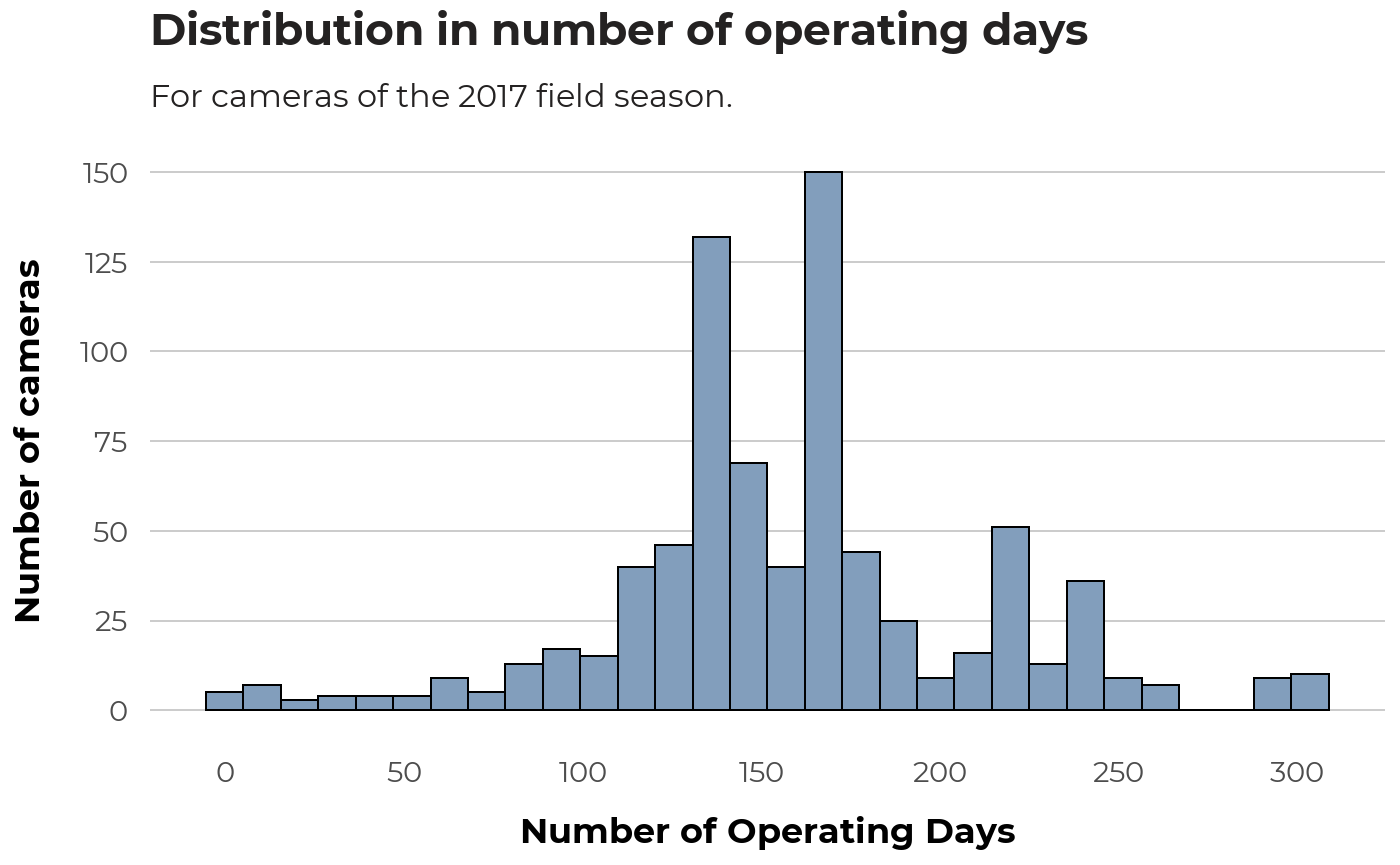 Distribution in number of operating days
For cameras of the 2017 field season.
150
125
100
75
50
25
0
Number of cameras
0 50 100 150 200 250 300
Number of Operating Days